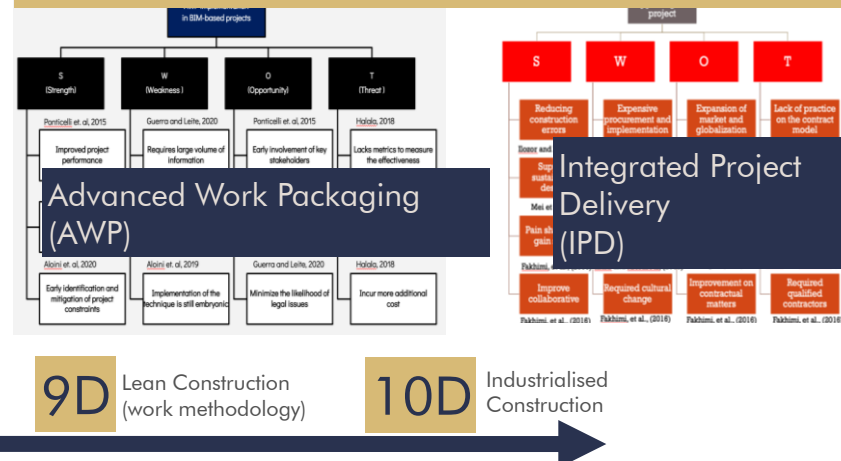 in BIM-based projects
S
(Strength)
W
(Weakness )
O
(Opportunity)
T
(Threat )
Ponticelli et. al, 2015
Guerra and Leite, 2020
Ponticelli et. al, 2015
Halala, 2018
Improved project
performance
Requires large volume of
information
Early involvement of key
stakeholders
Lacks metrics to measure
the effectiveness
Advanced Work Packaging
(AWP)
Aloini et. al, 2020
Aloini et. al, 2019
Guerra and Leite, 2020
Halala, 2018
Early identification and
mitigation of project
constraints
Implementation of the
technique is still embryonic
Minimize the likelihood of
legal issues
Incur more additional
cost
project
S
W
O
T
Reducing
construction
errors
Expensive
procurement and
implementation
Expansion of
market and
globalization
Lack of practice
on the contract
model
and
Mei et
Pain
gain
Integrated Project
Delivery
(IPD)
Fakhimi,
Improve
collaborative
Required cultural
change
Improvement on
contractual
matters
Required
qualified
contractors
Fakhimi, et al., (2016)
Fakhimi, et al., (2016)
Fakhimi, et al., (2016)
Fakhimi, et al., (2016
9D
Lean Construction
(work methodology)
10D
Industrialised
Construction